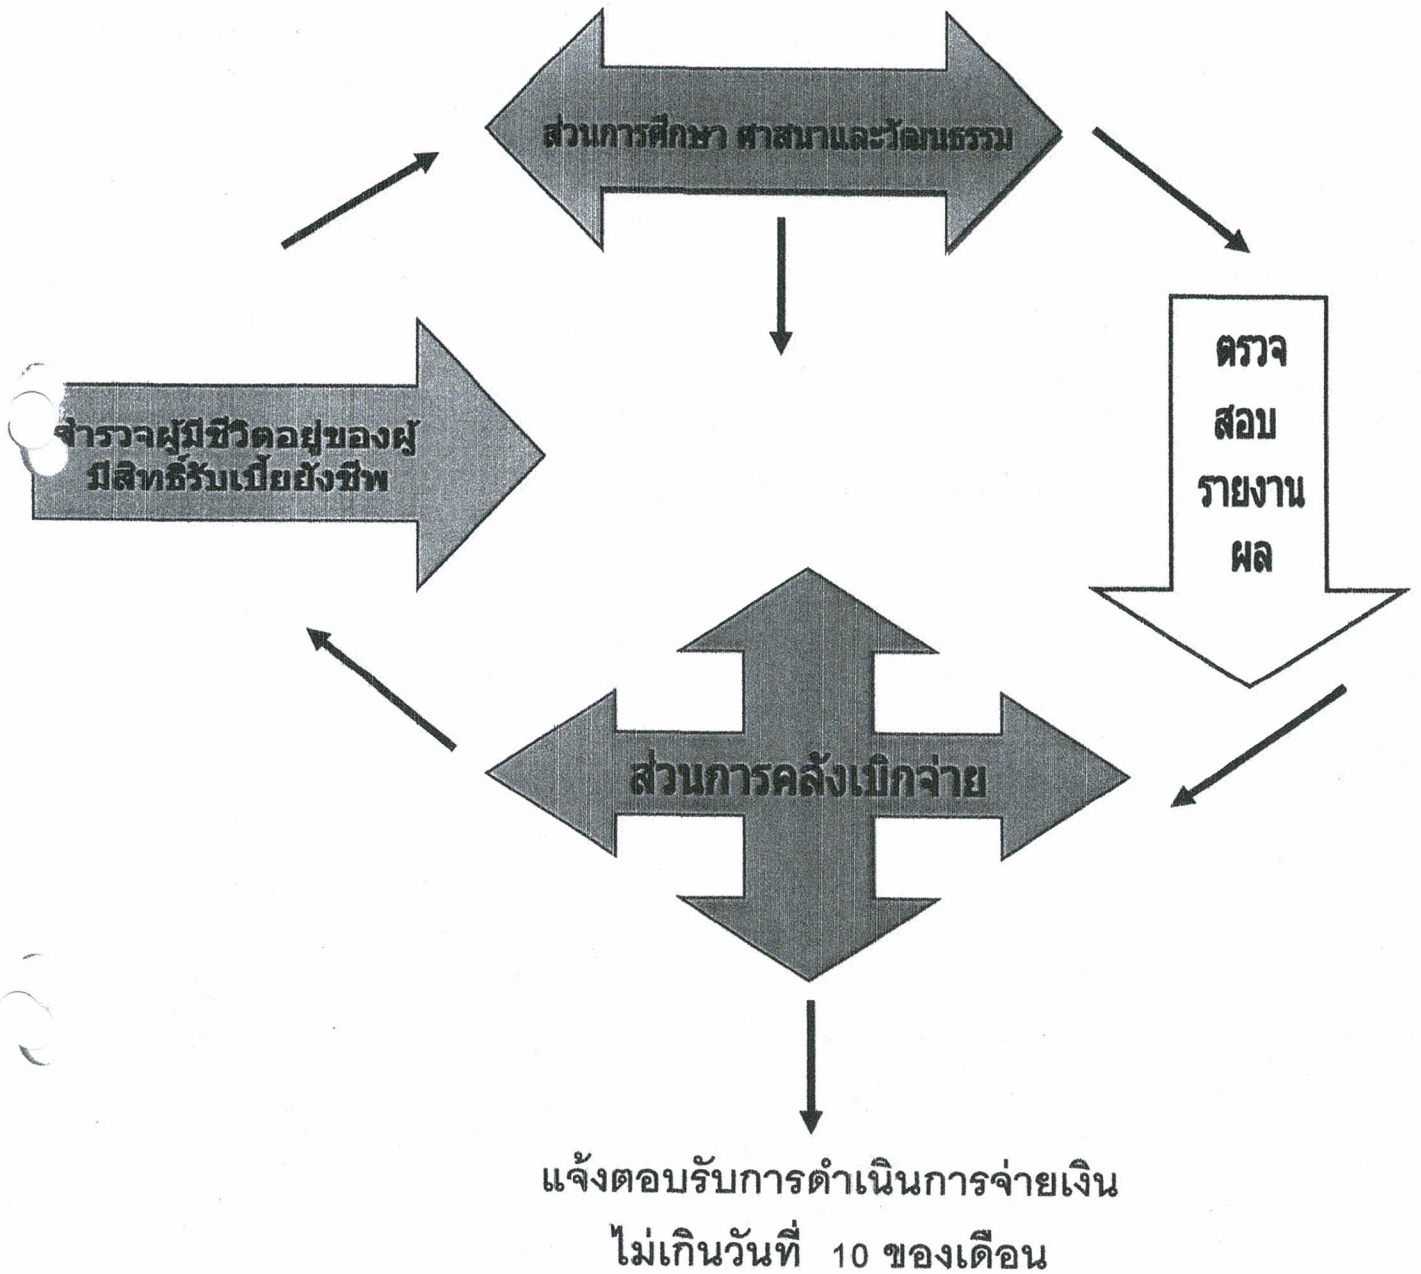 ส่วนการศึกษา ศาสนาและวัฒนธรรม
ตรวจ
สอบ
รายงาน
ผล
สำรวจผู้มีชีวิตอยู่ของผู้
มีสิทธิ์รับเบี้ยยังชีพ
ส่วนการคลังเบิกจ่าย
แจ้งตอบรับการดำเนินการจ่ายเงิน
ไม่เกินวันที่ 10 ของเดือน